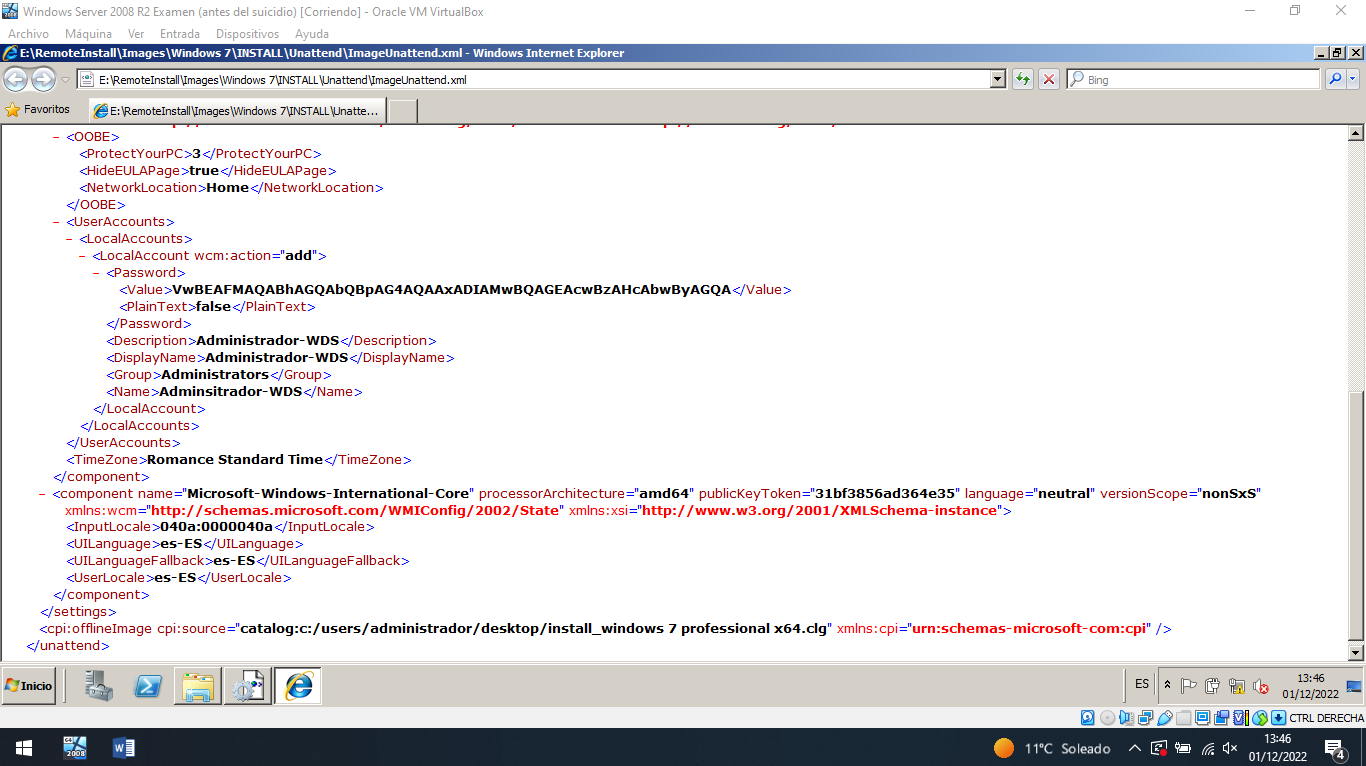 Windows Server 2008 R2 Examen (antes del suicidio) [Corriendo] - Oracle VM VirtualBox
Archivo Máquina Ver Entrada Dispositivos Ayuda
E:\RemoteInstall\Images\Windows 7\INSTALL\Unattend\ImageUnattend.xml - Windows Internet Explorer
E:\RemoteInstall\Images\Windows 7\INSTALL\Unattend\ImageUnattend.xml
Bing
Favoritos
E:\RemoteInstall\Images\Windows 7\INSTALL\Unatte...
- <OOBE>
<ProtectYourPC>3</ProtectYourPC>
<HideEULAPage>true</HideEULAPage>
<NetworkLocation>Home</NetworkLocation>
</OOBE>
- <UserAccounts>
- <LocalAccounts>
- <LocalAccount wcm:action="add">
- <Password>
<Value>VwBEAFMAQABhAGQAbQBpAG4AQAAxADIAMwBQAGEAcwBzAHcAbwByAGQA</Value>
<PlainText>false</PlainText>
</Password>
<Description>Administrador-WDS</Description>
<DisplayName>Administrador-WDS</DisplayName>
<Group>Administrators</Group>
<Name>Adminsitrador-WDS</Name>
</LocalAccount>
</LocalAccounts>
</UserAccounts>
<TimeZone>Romance Standard Time</TimeZone>
</component>
- <component name="Microsoft-Windows-International-Core" processorArchitecture="amd64" publicKeyToken="31bf3856ad364e35" language="neutral" versionScope="nonSxS"
xmlns:wcm="http://schemas.microsoft.com/WMIConfig/2002/State" xmlns:xsi="http://www.w3.org/2001/XMLSchema-instance">
<InputLocale>040a:0000040a</InputLocale>
<UILanguage>es-ES</UILanguage>
<UILanguageFallback>es-ES</UILanguageFallback>
<UserLocale>es-ES</UserLocale>
</component>
</settings>
<cpi:offlineImage cpi:source="catalog:c:/users/administrador/desktop/install_windows 7 professional x64.clg" xmlns:cpi="urn:schemas-microsoft-com:cpi" />
</unattend>
Inicio
ES
13:46
01/12/2022
CTRL DERECHA
2008
11°C Soleado
13:46
01/12/2022
4